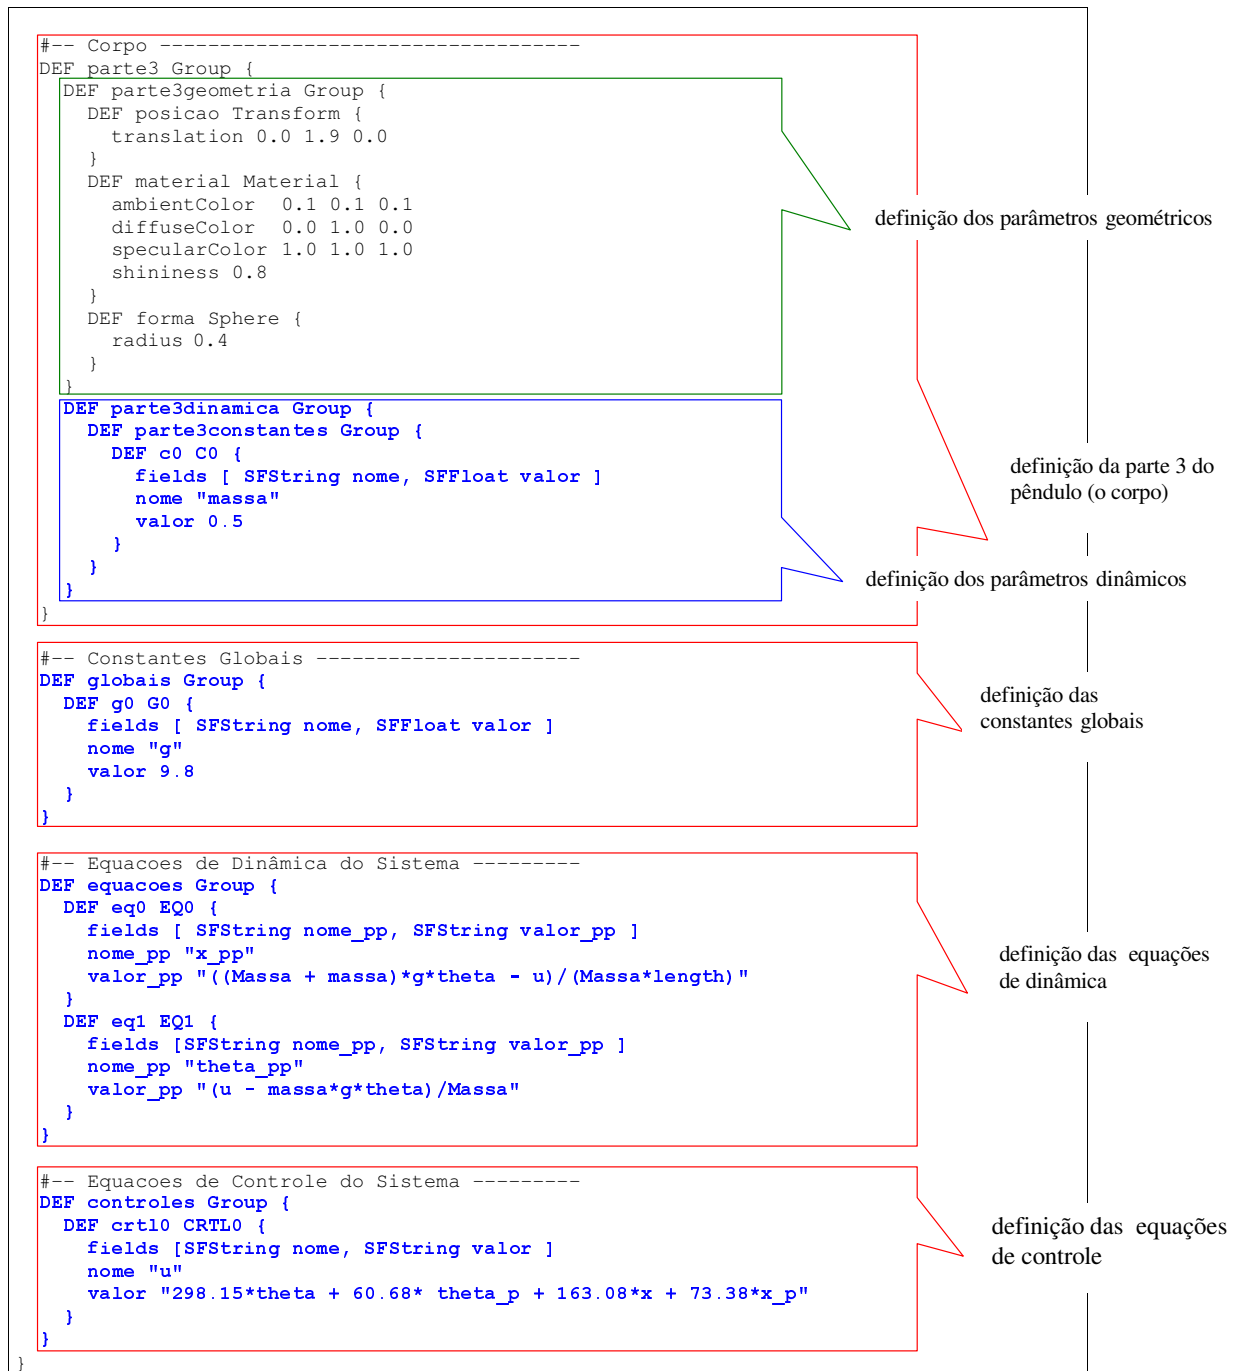 #-- Corpo -----------------------------------
DEF parte3 Group {
  DEF parte3geometria Group {
    DEF posicao Transform {
      translation 0.0 1.9 0.0
    }
    DEF material Material {
      ambientColor  0.1 0.1 0.1
      diffuseColor  0.0 1.0 0.0
      specularColor 1.0 1.0 1.0
      shininess 0.8
    }
    DEF forma Sphere {
      radius 0.4
    }
  }
definição dos parâmetros geométricos
  DEF parte3dinamica Group {
    DEF parte3constantes Group {
      DEF c0 C0 {
        fields [ SFString nome, SFFloat valor ]
        nome "massa"
        valor 0.5
      }
    }
  }
}
definição da parte 3 do
pêndulo (o corpo)
definição dos parâmetros dinâmicos
#-- Constantes Globais ----------------------
DEF globais Group {
  DEF g0 G0 {
    fields [ SFString nome, SFFloat valor ]
    nome "g"
    valor 9.8
  }
}
definição das
constantes globais
#-- Equacoes de Dinâmica do Sistema ---------
DEF equacoes Group {
  DEF eq0 EQ0 {
    fields [ SFString nome_pp, SFString valor_pp ]
    nome_pp "x_pp"
    valor_pp "((Massa + massa)*g*theta - u)/(Massa*length)"
  }
  DEF eq1 EQ1 {
    fields [SFString nome_pp, SFString valor_pp ]
    nome_pp "theta_pp"
    valor_pp "(u - massa*g*theta)/Massa"
  }
}
definição das equações
de dinâmica
#-- Equacoes de Controle do Sistema ---------
DEF controles Group {
  DEF crtl0 CRTL0 {
    fields [SFString nome, SFString valor ]
    nome "u"
    valor "298.15*theta + 60.68* theta_p + 163.08*x + 73.38*x_p"
  }
}
definição das equações
de controle
}